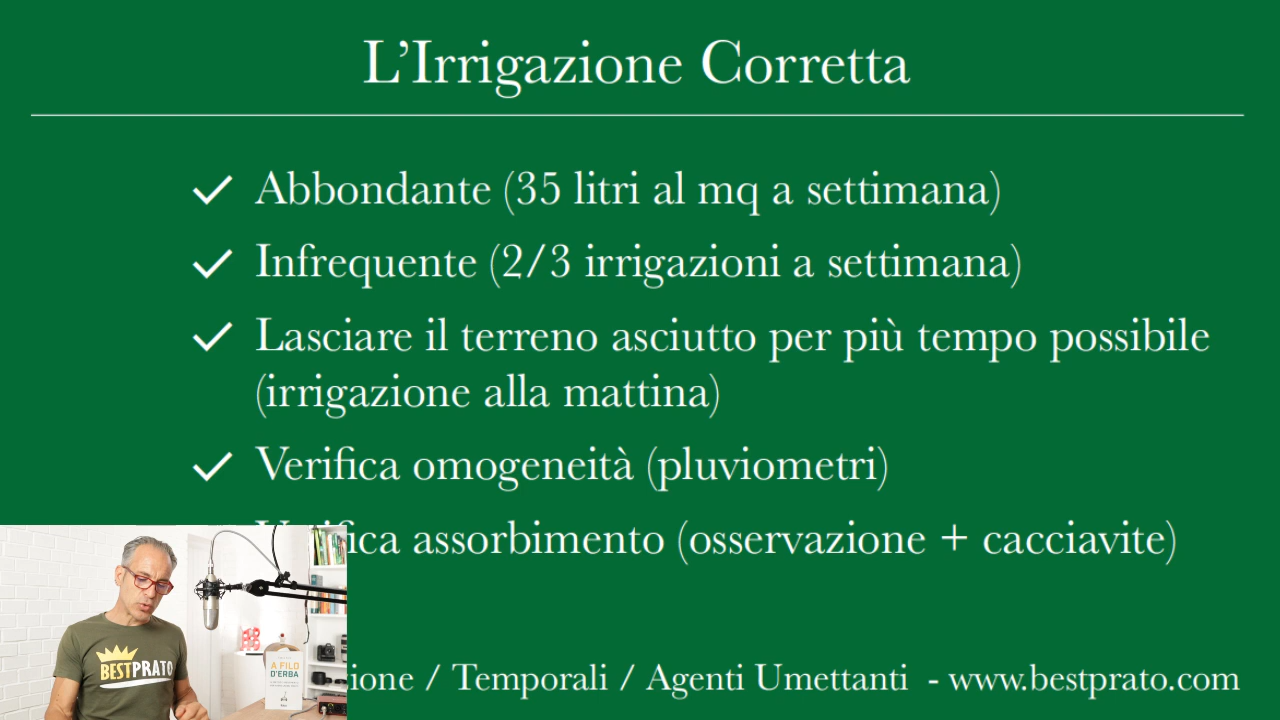 L'Irrigazione Corretta
Abbondante (35 litri al mq a settimana)
Infrequente (2/3 irrigazioni a settimana)
Lasciare il terreno asciutto per più tempo possibile
(irrigazione alla mattina)
Verifica omogeneità (pluviometri)
Verifica assorbimento (osservazione + cacciavite)
/ Temporali / Agenti Umettanti - www.bestprato.com
BESTPRATO
A FILO
D'ERBA